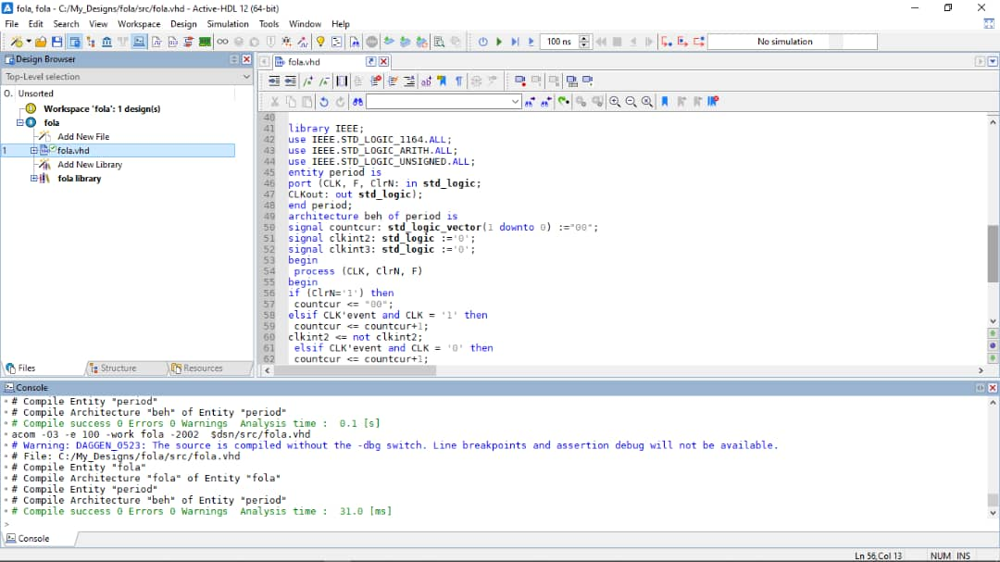 fola, fola - C:/My_Designs/fola/src/fola.vhd - Active-HDL 12 (64-bit)
File Edit Search View Workspace Design Simulation Tools Window Help
100 ns No simulation
Design Browser
fola.vhd
Top-Level selection
O. Unsorted
Workspace 'fola': 1 design(s)
fola
Add New File
1 fola.vhd
Add New Library
fola library
40
41 library IEEE;
42 use IEEE.STD_LOGIC_1164.ALL;
43 use IEEE.STD_LOGIC_ARITH.ALL;
44 use IEEE.STD_LOGIC_UNSIGNED.ALL;
45 entity period is
46 port (CLK, F, ClrN: in std_logic;
47 CLKout: out std_logic);
48 end period;
49 architecture beh of period is
50 signal countcur: std_logic_vector(1 downto 0) :="00";
51 signal clkint2: std_logic :='0';
52 signal clkint3: std_logic :='0';
53 begin
54 process (CLK, ClrN, F)
55 begin
56 if (ClrN='1') then
57 countcur <= "00";
58 elsif CLK'event and CLK = '1' then
59 countcur <= countcur+1;
60 clkint2 <= not clkint2;
61 elsif CLK'event and CLK = '0' then
62 countcur <= countcur+1;
Files Structure Resources
Console
# Compile Entity "period"
# Compile Architecture "beh" of Entity "period"
# Compile success 0 Errors 0 Warnings Analysis time : 0.1 [s]
acom -O3 -e 100 -work fola -2002 $dsn/src/fola.vhd
# Warning: DAGGEN_0523: The source is compiled without the -dbg switch. Line breakpoints and assertion debug will not be available.
# File: C:/My_Designs/fola/src/fola.vhd
# Compile Entity "fola"
# Compile Architecture "fola" of Entity "fola"
# Compile Entity "period"
# Compile Architecture "beh" of Entity "period"
# Compile success 0 Errors 0 Warnings Analysis time : 31.0 [ms]
>
Console
Ln 56,Col 13 NUM INS